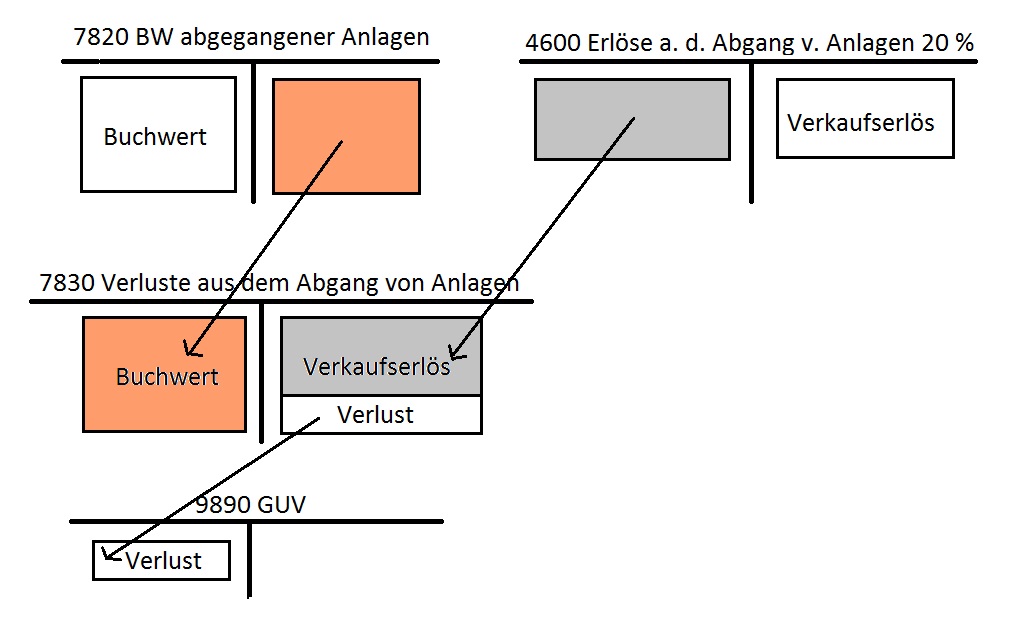 7820 BW abgegangener Anlagen
4600 Erlöse a. d. Abgang v. Anlagen 20 %
Buchwert
Verkaufserlös
7830 Verluste aus dem Abgang von Anlagen
Buchwert
Verkaufserlös
Verlust
9890 GUV
Verlust